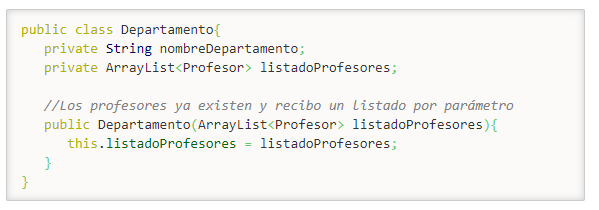 public class Departamento{
   private String nombreDepartamento;
   private ArrayList<Profesor> listadoProfesores;

   //Los profesores ya existen y recibo un listado por parámetro
   public Departamento(ArrayList<Profesor> listadoProfesores){
      this.listadoProfesores = listadoProfesores;
   }
}